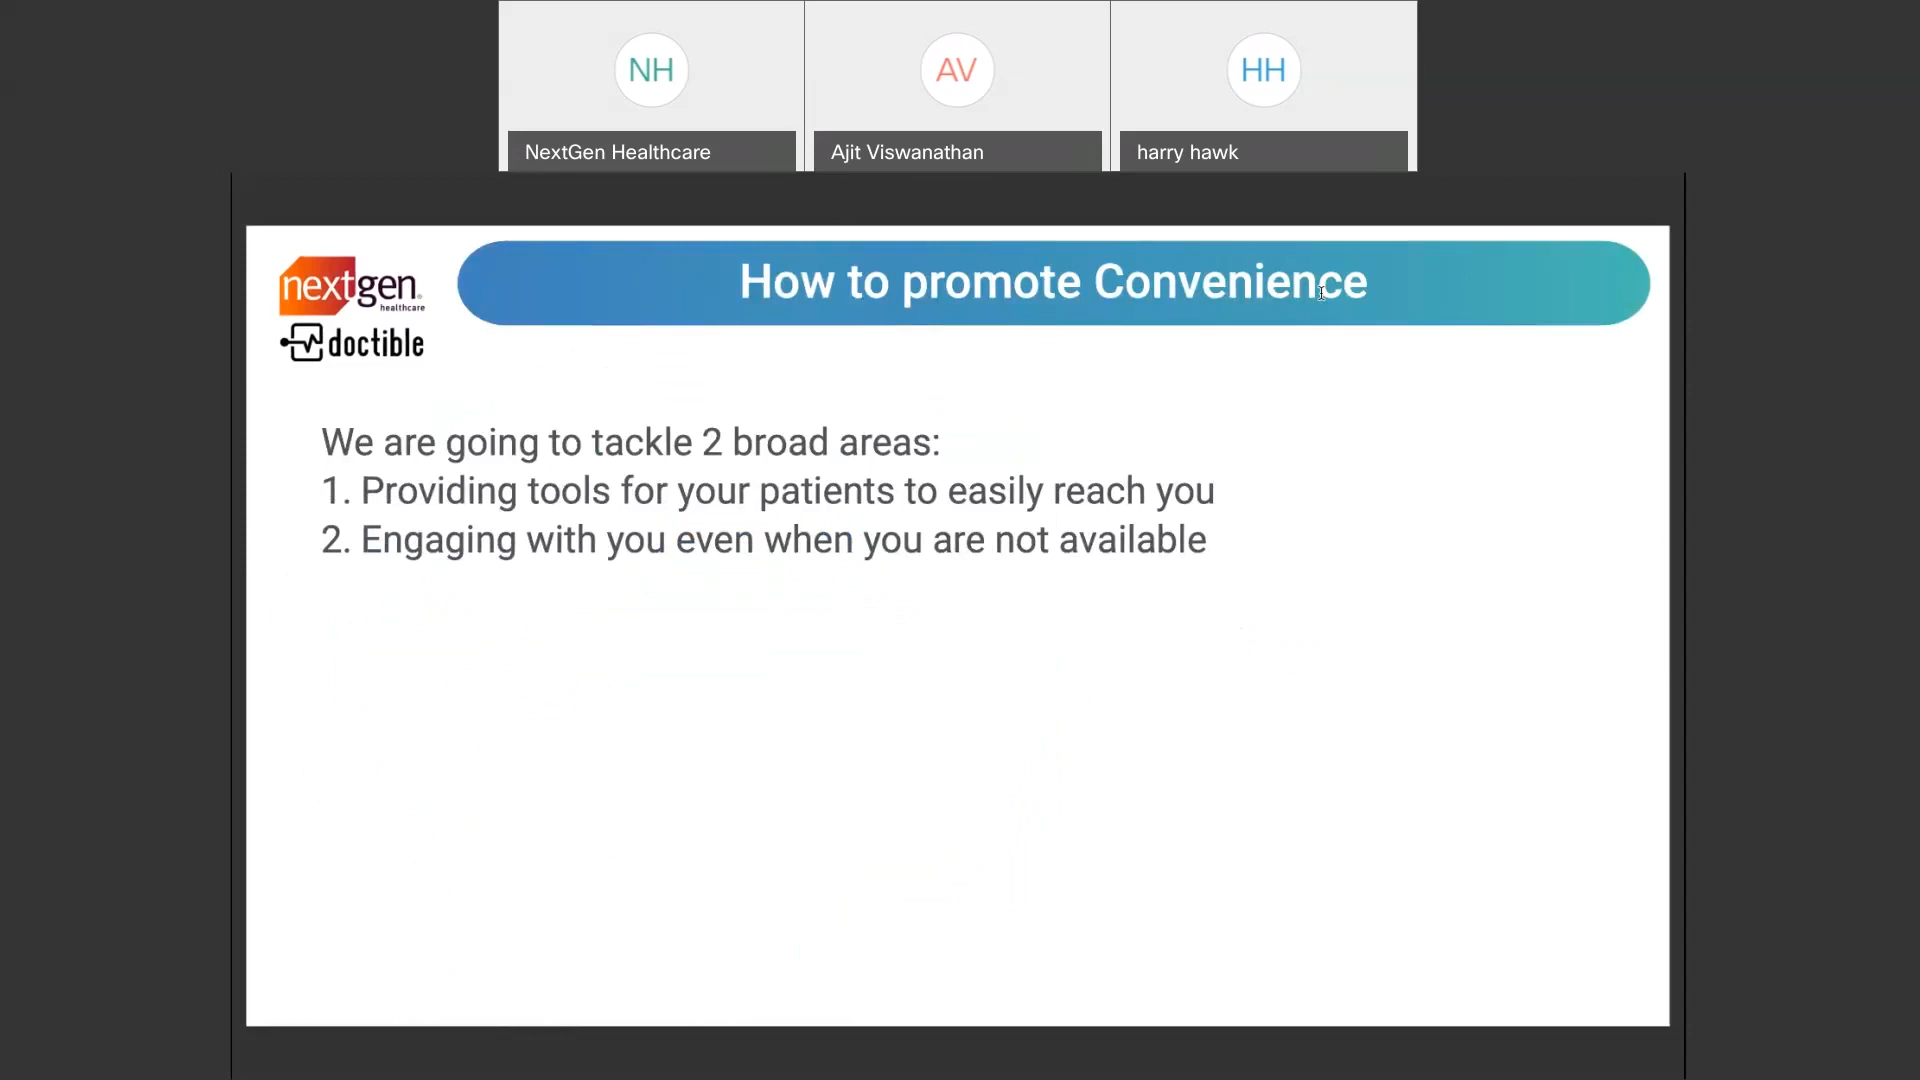 NH
AV
HH
NextGen Healthcare
Ajit Viswanathan
harry hawk
nextgen
healthcare
doctible
How to promote Convenience
We are going to tackle 2 broad areas:
1. Providing tools for your patients to easily reach you
2. Engaging with you even when you are not available